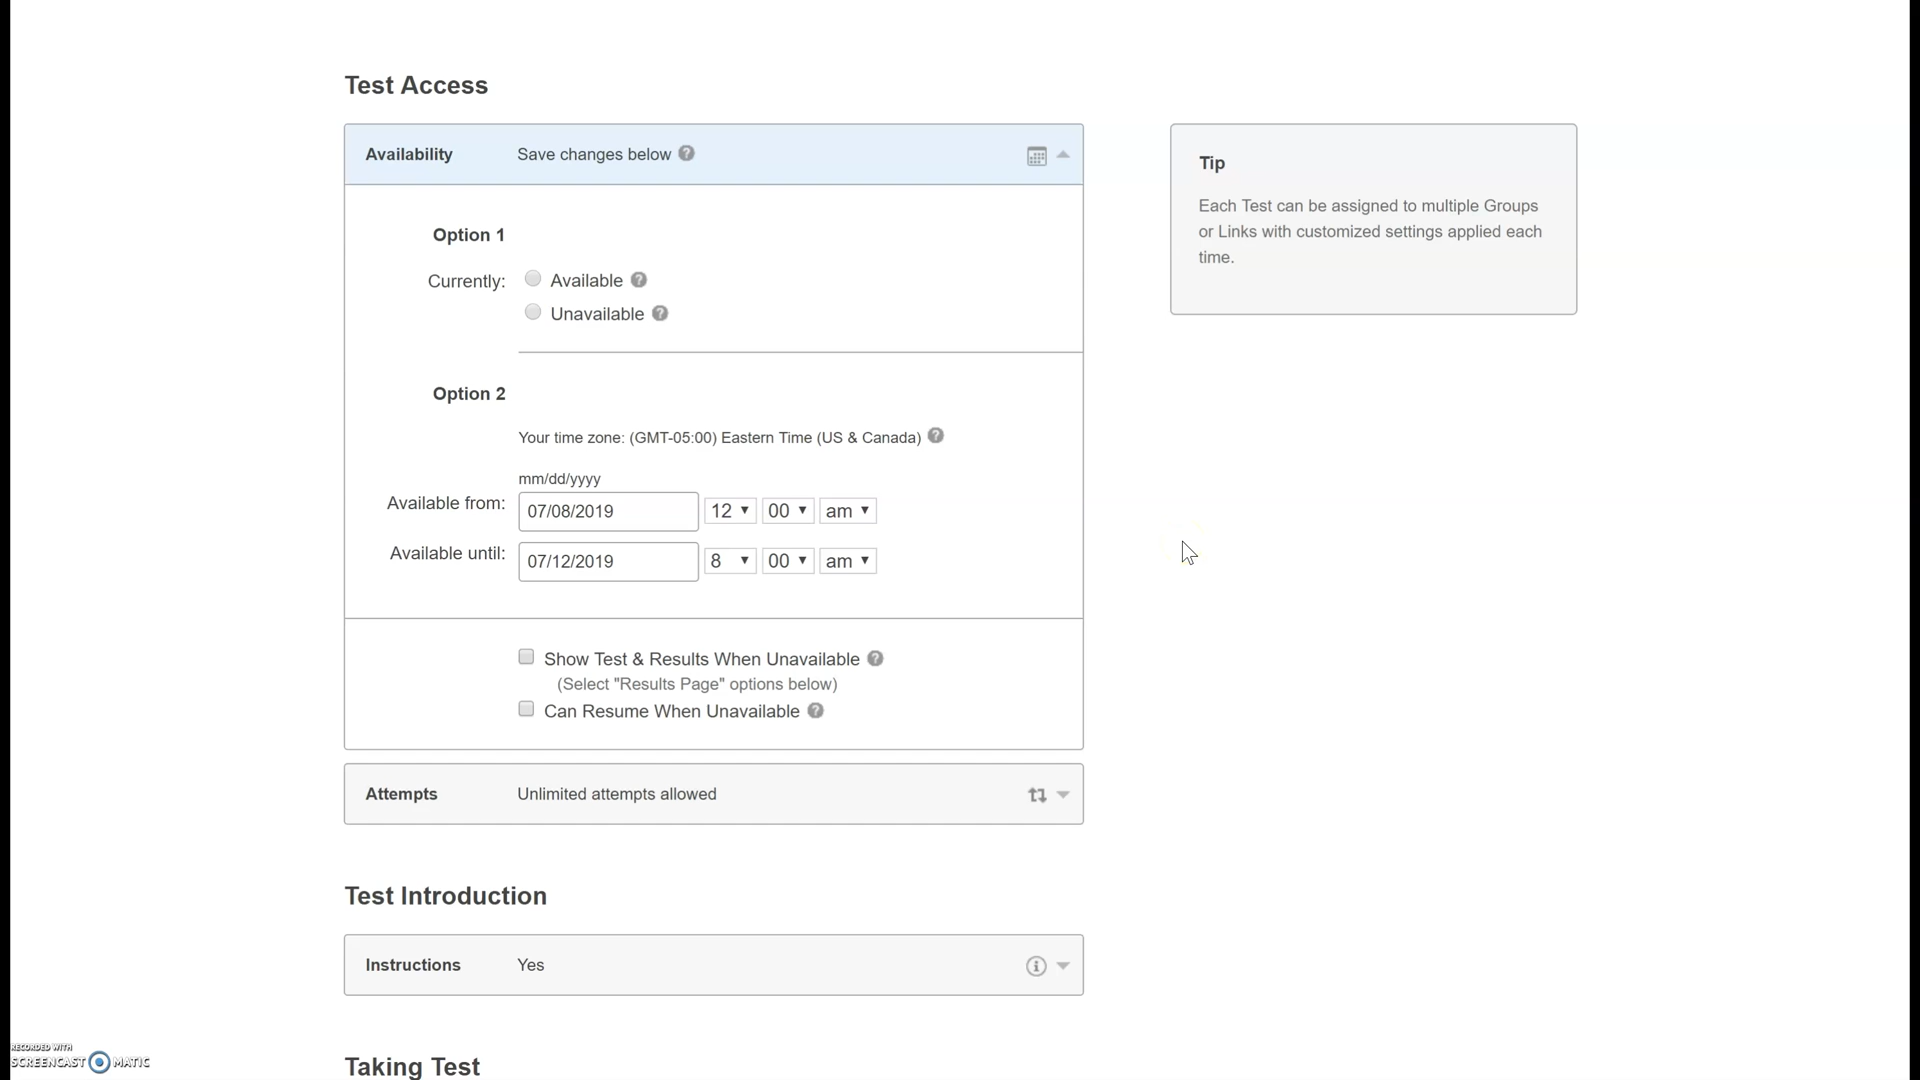 Test Access
Availability Save changes below
Tip
Each Test can be assigned to multiple Groups
or Links with customized settings applied each
time.
Option 1
Currently: Available
Unavailable
Option 2
Your time zone: (GMT-05:00) Eastern Time (US & Canada)
mm/dd/yyyy
Available from: 07/08/2019 12 00 am
Available until: 07/12/2019 8 00 am
Show Test & Results When Unavailable
(Select "Results Page" options below)
Can Resume When Unavailable
Attempts Unlimited attempts allowed
Test Introduction
Instructions Yes
Taking Test
RECORDED WITH
SCREENCAST MATIC